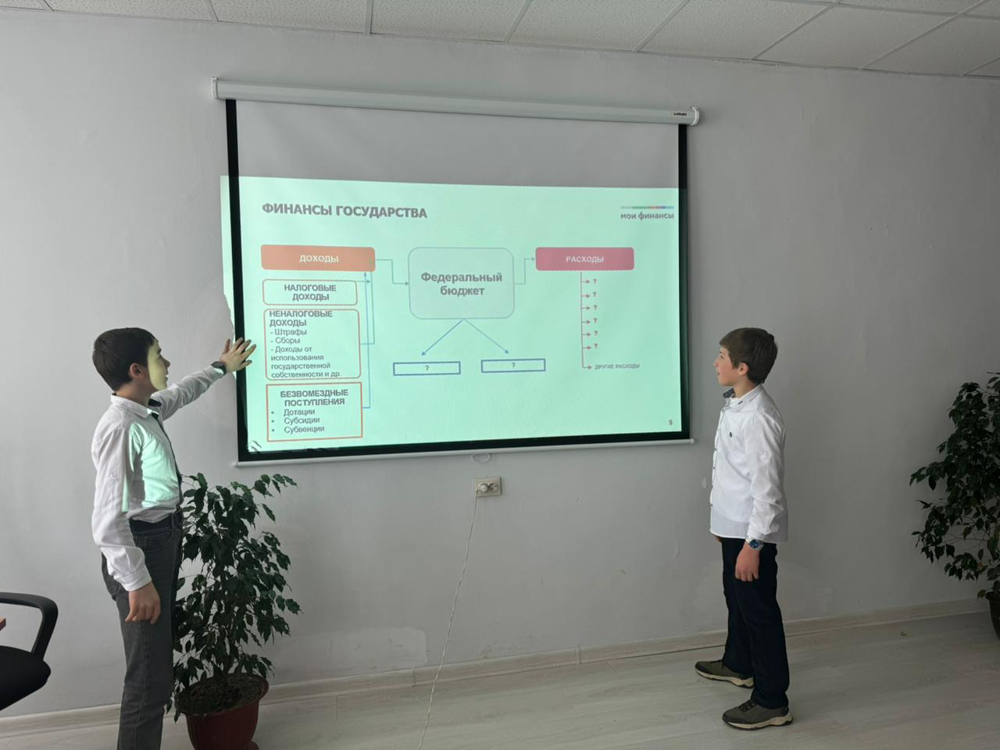 ФИНАНСЫ ГОСУДАРСТВА
мои финансы
ДОХОДЫ
НАЛОГОВЫЕ
ДОХОДЫ
НЕНАЛОГОВЫЕ
ДОХОДЫ
- Штрафы
- Сборы
- Доходы от
использования
государственной
собственности и др.
БЕЗВОМЕЗДНЫЕ
ПОСТУПЛЕНИЯ
• Дотации
• Субсидии
• Субвенции
Федеральный
бюджет
?
?
РАСХОДЫ
?
?
?
?
?
?
ДРУГИЕ РАСХОДЫ
9